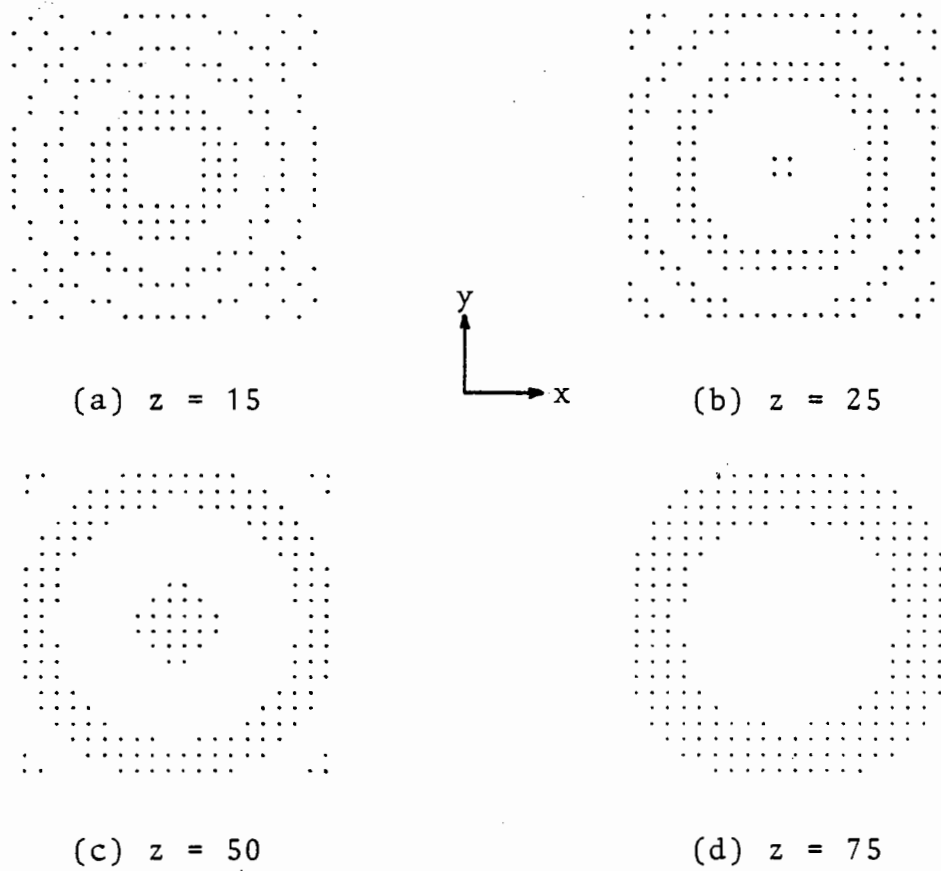 y
x
(a) z = 15
(b) z = 25
(c) z = 50
(d) z = 75